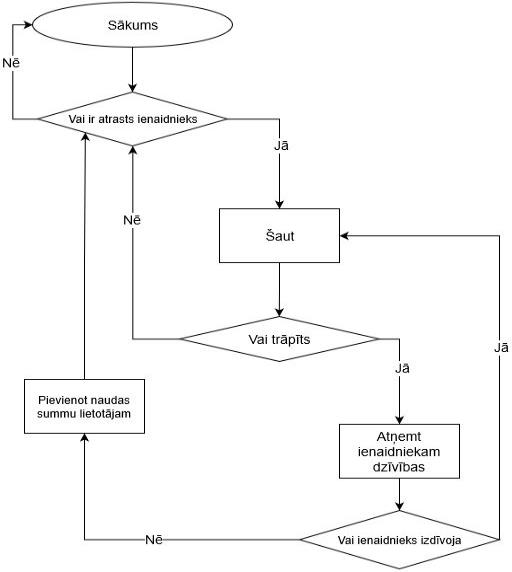 Sākums
Nē
Vai ir atrasts ienaidnieks
Jā
Šaut
Nē
Vai trāpīts
Jā
Jā
Pievienot naudas
summu lietotājam
Atņemt
ienaidniekam
dzīvības
Nē
Vai ienaidnieks izdīvoja